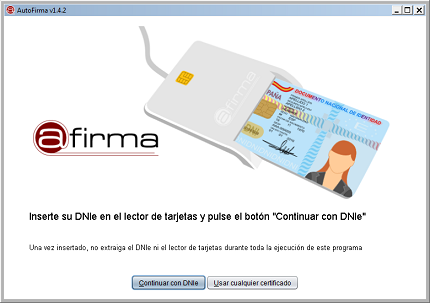 AutoFirma v1.4.2
DOCUMENTO NACIONAL DE IDENTIDAD
ESPAÑA
@firma
afirma
Inserte su DNIe en el lector de tarjetas y pulse el botón "Continuar con DNIe"
Una vez insertado, no extraiga el DNI ni el lector de tarjetas durante toda la ejecución de este programa
Continuar con DNIe
Usar cualquier certificado